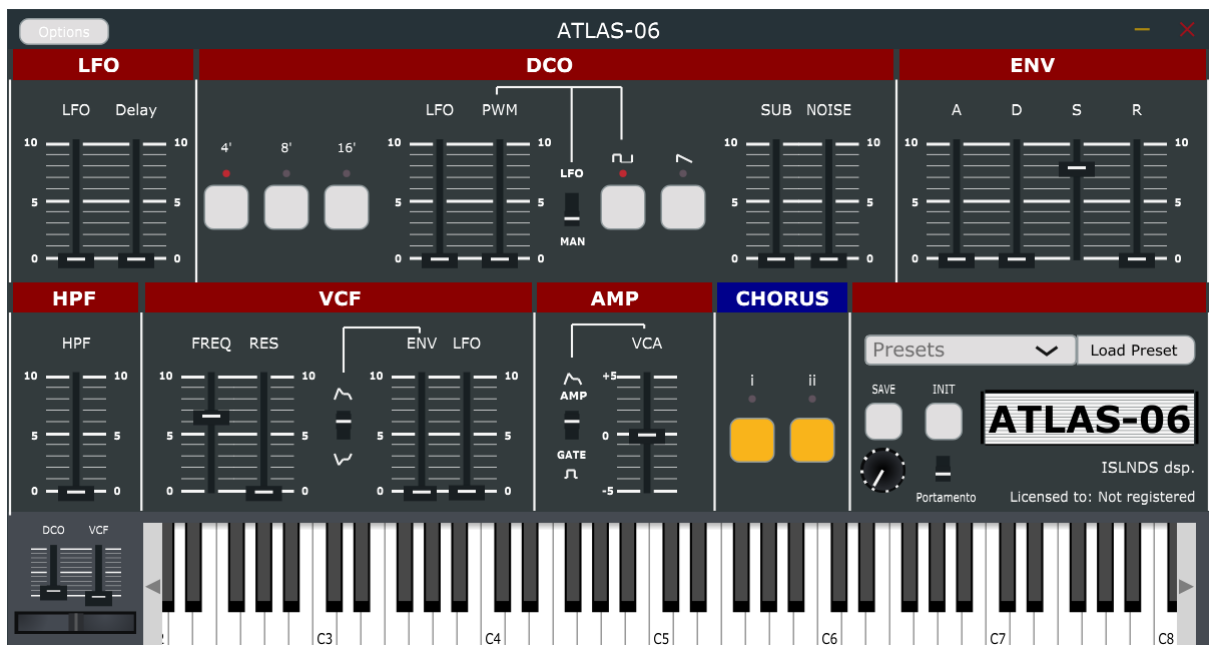 Options
ATLAS-06
LFO DCO ENV
LFO Delay LFO PWM SUB NOISE A D S R
10 10 4' 8' 16' 10 10 10 10 10 10
LFO
5 5 5 5 5 5 5 5
MAN
0 0 0 0 0 0 0 0
HPF VCF AMP CHORUS
HPF FREQ RES ENV LFO VCA
Presets Load Preset
10 10 10 10 10 10 +5 i ii
AMP SAVE INIT
5 5 5 5 5 5 0 ATLAS-06
GATE
ISLNDS dsp.
0 0 0 0 0 0 -5 Portamento Licensed to: Not registered
DCO VCF
C3 C4 C5 C6 C7 C8